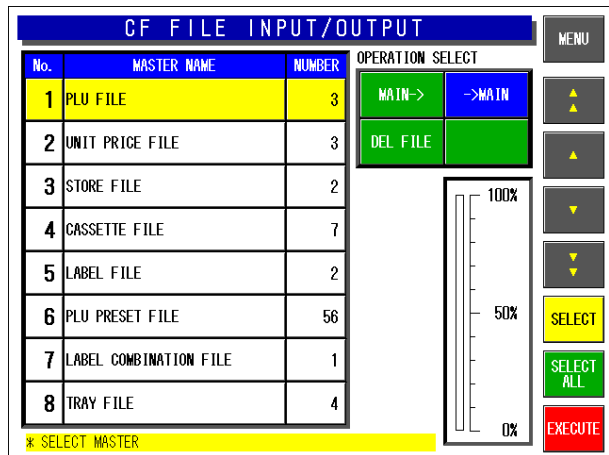 CF FILE INPUT/OUTPUT
MENU
No. MASTER NAME NUMBER
OPERATION SELECT
1 PLU FILE 3
MAIN-> ->MAIN
2 UNIT PRICE FILE 3
DEL FILE
3 STORE FILE 2
100%
4 CASSETTE FILE 7
5 LABEL FILE 2
6 PLU PRESET FILE 56
50%
SELECT
7 LABEL COMBINATION FILE 1
SELECT
ALL
8 TRAY FILE 4
0%
EXECUTE
* SELECT MASTER